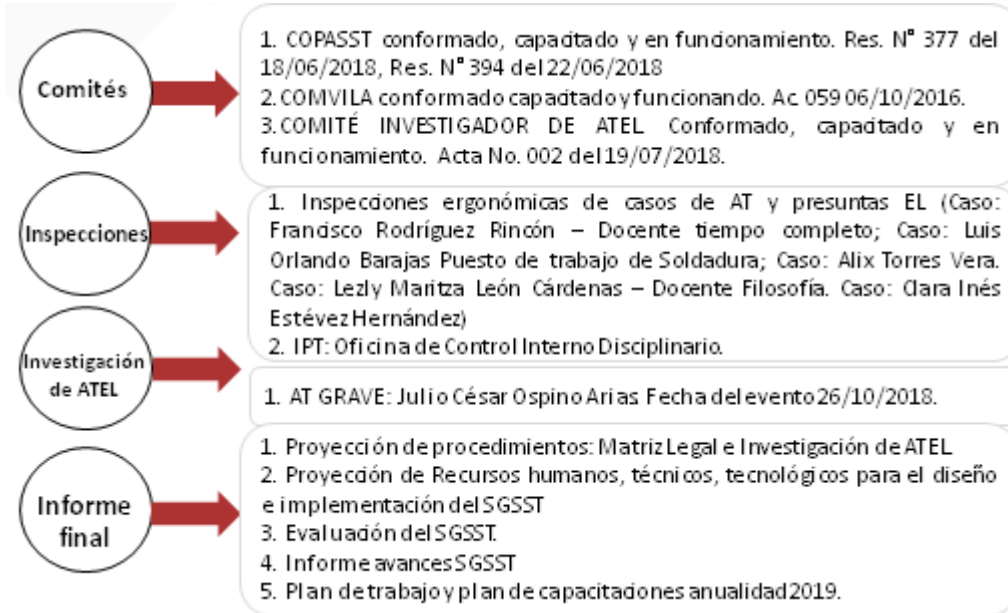 Comités
1. COPASST conformado, capacitado y en funcionamiento. Res. N° 377 del
18/06/2018, Res. N° 394 del 22/06/2018
2. COMVILA conformado capacitado y funcionando. Ac. 059 06/10/2016.
3. COMITÉ INVESTIGADOR DE ATEL. Conformado, capacitado y en
funcionamiento. Acta No. 002 del 19/07/2018.
Inspecciones
1. Inspecciones ergonómicas de casos de AT y presuntas EL (Caso:
Francisco Rodríguez Rincón – Docente tiempo completo; Caso: Luis
Orlando Barajas Puesto de trabajo de Soldadura; Caso: Alix Torres Vera.
Caso: Lezly Maritza León Cárdenas – Docente Filosofía. Caso: Clara Inés
Estévez Hernández)
2. IPT: Oficina de Control Interno Disciplinario.
Investigación
de ATEL
1. AT GRAVE: Julio César Ospino Arias. Fecha del evento 26/10/2018.
Informe
final
1. Proyección de procedimientos: Matriz Legal e Investigación de ATEL
2. Proyección de Recursos humanos, técnicos, tecnológicos para el diseño
e implementación del SGSST
3. Evaluación del SGSST.
4. Informe avances SGSST
5. Plan de trabajo y plan de capacitaciones anualidad 2019.